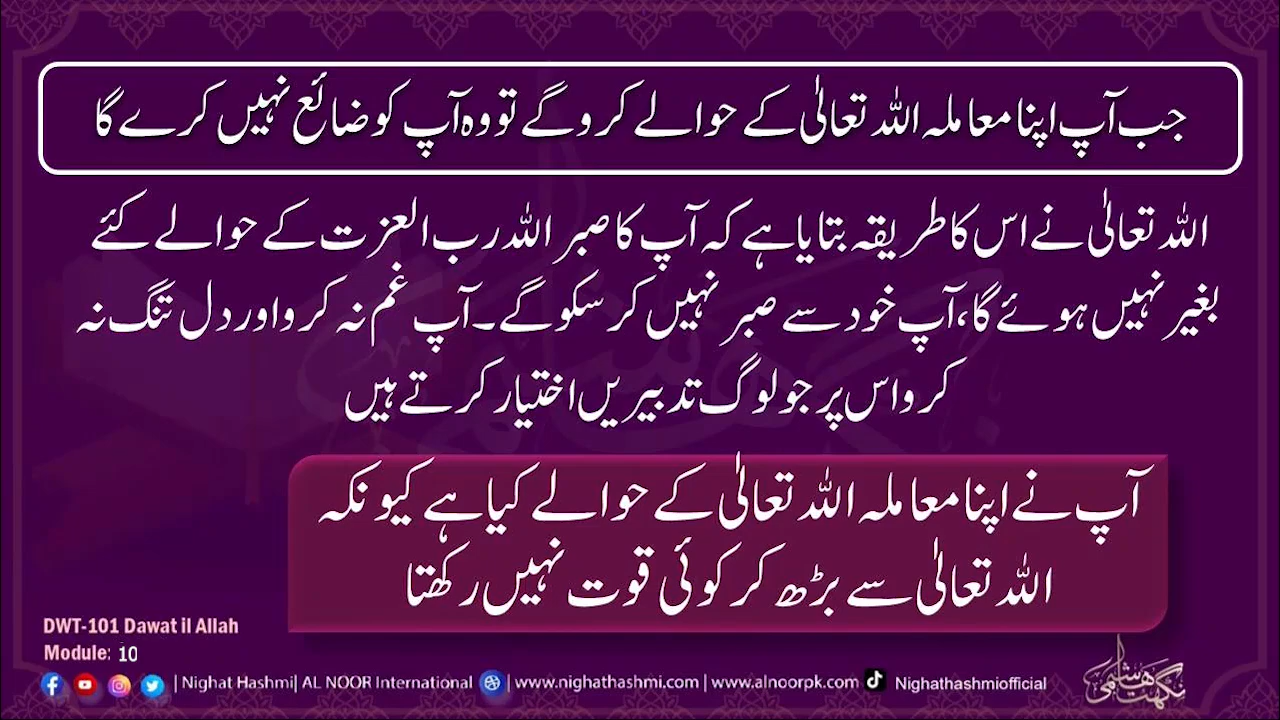 جب آپ اپنا معاملہ اللہ تعالیٰ کے حوالے کرو گے تو وہ آپ کو ضائع نہیں کرے گا
اللہ تعالیٰ نے اس کا طریقہ بتایا ہے کہ آپ کا صبر اللہ رب العزت کے حوالے کئے
بغیر نہیں ہوئے گا، آپ خود سے صبر نہیں کر سکو گے۔ آپ غم نہ کرو اور دل تنگ نہ
کرو اس پر جو لوگ تدبیریں اختیار کرتے ہیں
آپ نے اپنا معاملہ اللہ تعالیٰ کے حوالے کیا ہے کیونکہ
اللہ تعالیٰ سے بڑھ کر کوئی قوت نہیں رکھتا
DWT-101 Dawat il Allah
Module: 10
| Nighat Hashmi| AL NOOR International | www.nighathashmi.com | www.alnoorpk.com Nighathashmiofficial
نگہت ہاشمی